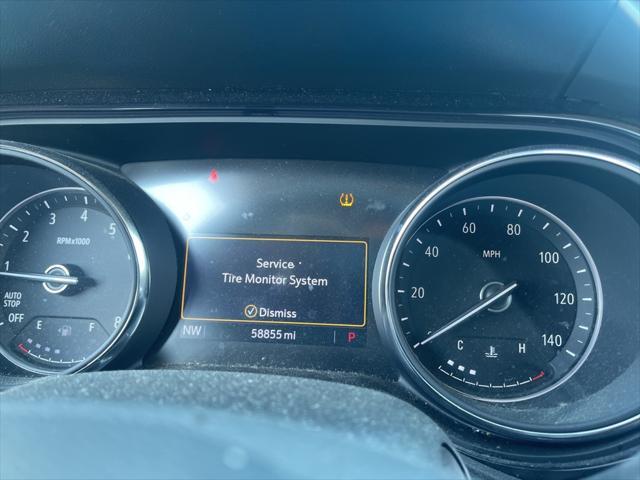 1
2
3
4
5
8
RPMx1000
AUTO
STOP
OFF
E F
Service
Tire Monitor System
Dismiss
NW 58855 mi P
20
40
60
80
100
120
140
MPH
C H